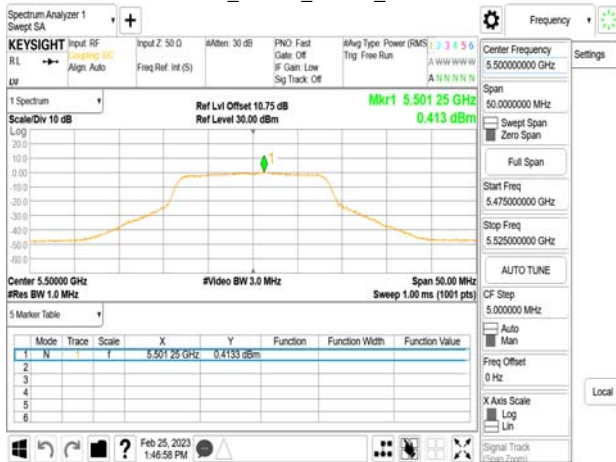 Spectrum Analyzer 1
Swept SA
Frequency
KEYSIGHT
RL
LV
Input: RF
Coupling: DC
Align: Auto
Input Z: 50 Ω
Freq Ref: Int (S)
#Atten: 30 dB
PNO: Fast
Gate: Off
IF Gain: Low
Sig Track: Off
#Avg Type: Power (RMS
Trig: Free Run
1 2 3 4 5 6
A W W W W W
A N N N N N
1 Spectrum
Scale/Div 10 dB
Ref Lvl Offset 10.75 dB
Ref Level 30.00 dBm
Mkr1 5.501 25 GHz
0.413 dBm
Log
20.0
10.0
0.00
-10.0
-20.0
-30.0
-40.0
-50.0
-60.0
1
Center 5.50000 GHz
#Res BW 1.0 MHz
#Video BW 3.0 MHz
Span 50.00 MHz
Sweep 1.00 ms (1001 pts)
5 Marker Table
Mode Trace Scale X Y Function Function Width Function Value
1 N 1 f 5.501 25 GHz 0.4133 dBm
2
3
4
5
6
Feb 25, 2023
1:46:58 PM
Center Frequency
5.500000000 GHz
Settings
Span
50.0000000 MHz
Swept Span
Zero Span
Full Span
Start Freq
5.475000000 GHz
Stop Freq
5.525000000 GHz
AUTO TUNE
CF Step
5.000000 MHz
Auto
Man
Freq Offset
0 Hz
Local
X Axis Scale
Log
Lin
Signal Track
(Span Zoom)